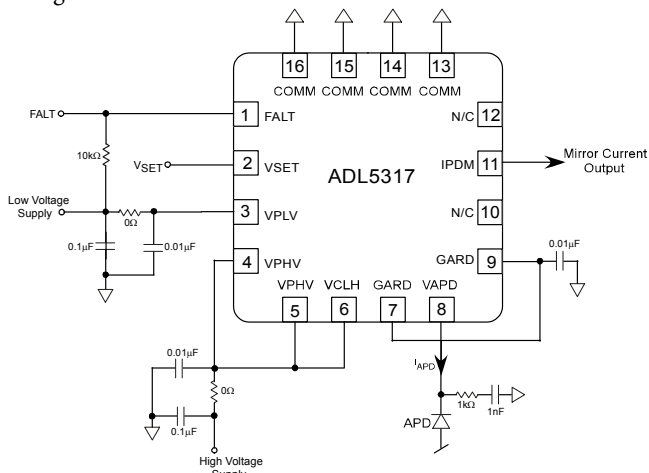 16 15 14 13
COMM COMM COMM COMM
FALT 1 FALT N/C 12
10kΩ
VSET 2 VSET ADL5317 IPDM 11 Mirror Current
Output
Low Voltage
Supply 0Ω 3 VPLV N/C 10
0.1µF 0.01µF 4 VPHV GARD 9 0.01µF
VPHV VCLH GARD VAPD
5 6 7 8
0.01µF
0Ω
IAPD
1kΩ 1nF
0.1µF
APD
High Voltage